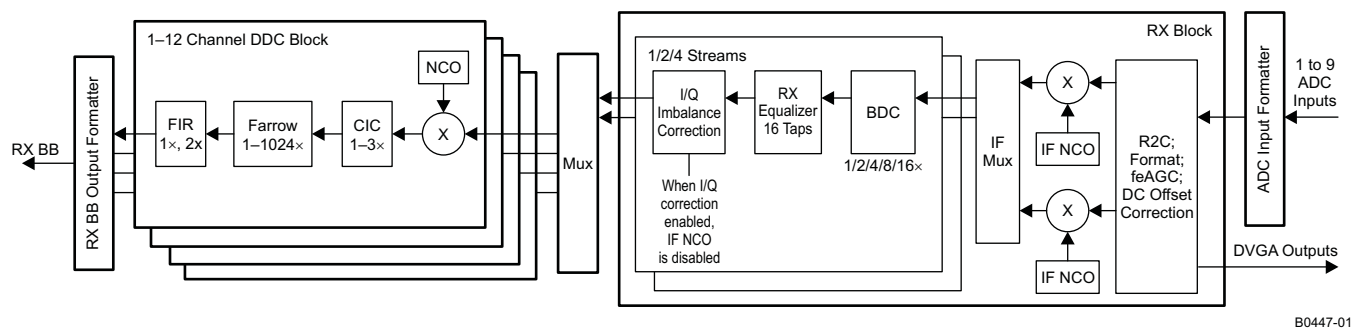 1–12 Channel DDC Block
NCO
FIR
1×, 2x
Farrow
1–1024×
CIC
1–3×
X
RX BB
RX BB Output Formatter
Mux
RX Block
1/2/4 Streams
I/Q
Imbalance
Correction
RX
Equalizer
16 Taps
BDC
1/2/4/8/16×
When I/Q
correction
enabled,
IF NCO
is disabled
IF
Mux
X
IF NCO
X
IF NCO
R2C;
Format;
feAGC;
DC Offset
Correction
ADC Input Formatter
1 to 9
ADC
Inputs
DVGA Outputs
B0447-01